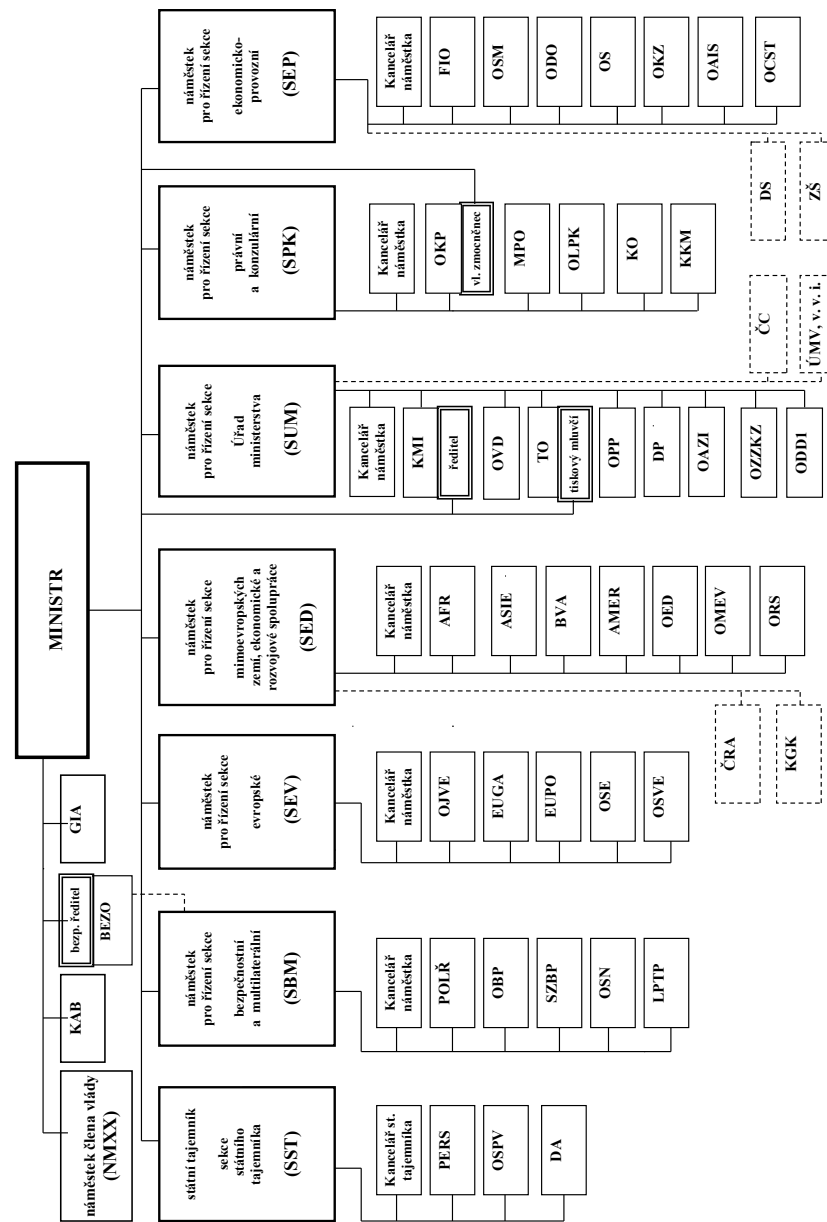 MINISTR
náměstek člena vlády
(NMXX)
KAB
bezp. ředitel
BEZO
GIA
státní tajemník
sekce
státního
tajemníka
(SST)
Kancelář st.
tajemníka
PERS
OSPV
DA
náměstek
pro řízení sekce
bezpečnostní
a multilaterální
(SBM)
Kancelář
náměstka
POLŘ
OBP
SZBP
OSN
LPTP
náměstek
pro řízení sekce
evropské
(SEV)
Kancelář
náměstka
OJVE
EUGA
EUPO
OSE
OSVE
náměstek
pro řízení sekce
mimoevropských
zemí, ekonomické a
rozvojové spolupráce
(SED)
Kancelář
náměstka
AFR
ASIE
BVA
AMER
OED
OMEV
ORS
ČRA
KGK
náměstek
pro řízení sekce
Úřad
ministerstva
(SUM)
Kancelář
náměstka
KMI
ředitel
OVD
TO
tiskový mluvčí
OPP
DP
OAZI
OZZKZ
ODD1
ČC
ÚMV, v. v. i.
náměstek
pro řízení sekce
právní
a konzulární
(SPK)
Kancelář
náměstka
OKP
vl. zmocněnec
MPO
OLPK
KO
KKM
náměstek
pro řízení sekce
ekonomicko-
provozní
(SEP)
Kancelář
náměstka
FIO
OSM
ODO
OS
OKZ
OAIS
OCST
DS
ZŠ